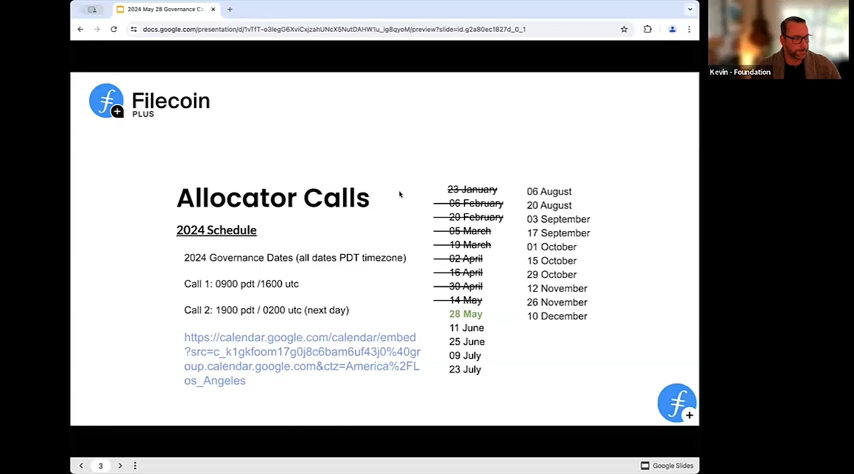 2024 May 28 Governance C
docs.google.com/presentation/d/1vTfT-o3legG6XviCxjzahUNcX5NutDAHW1u_ig8qyoM/preview?slide=id.g2a80ec1827d_0_1
Kevin - Foundation
Filecoin
PLUS
Allocator Calls
2024 Schedule
2024 Governance Dates (all dates PDT timezone)
Call 1: 0900 pdt /1600 utc
Call 2: 1900 pdt / 0200 utc (next day)
https://calendar.google.com/calendar/embed
?src=c_k1gkfoom17g0j8c6bam6uf43j0%40gr
oup.calendar.google.com&ctz=America%2FL
os_Angeles
23 January
06 February
20 February
05 March
19 March
02 April
16 April
30 April
14 May
28 May
11 June
25 June
09 July
23 July
06 August
20 August
03 September
17 September
01 October
15 October
29 October
12 November
26 November
10 December
3
Google Slides